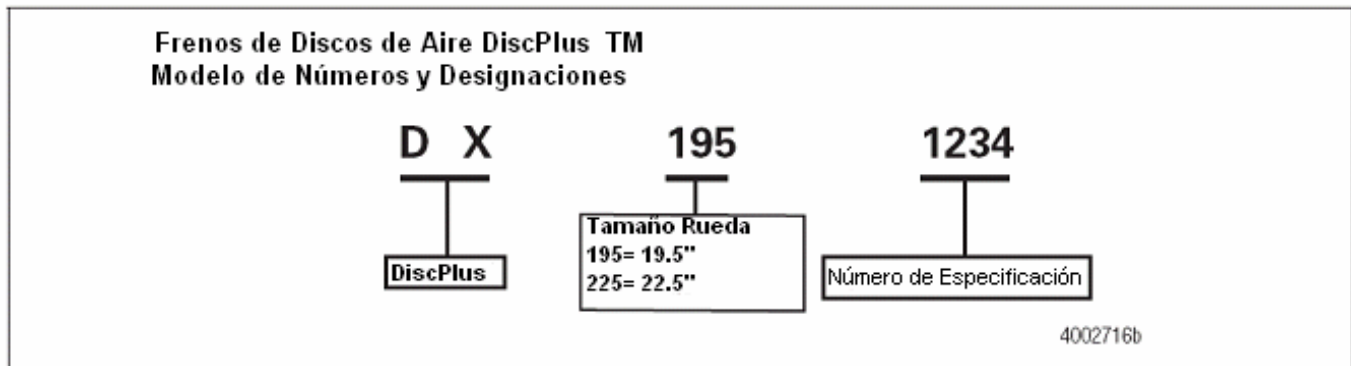 Frenos de Discos de Aire DiscPlus TM
Modelo de Números y Designaciones
D X 195 1234
DiscPlus
Tamaño Rueda
195= 19.5"
225= 22.5"
Número de Especificación
4002716b